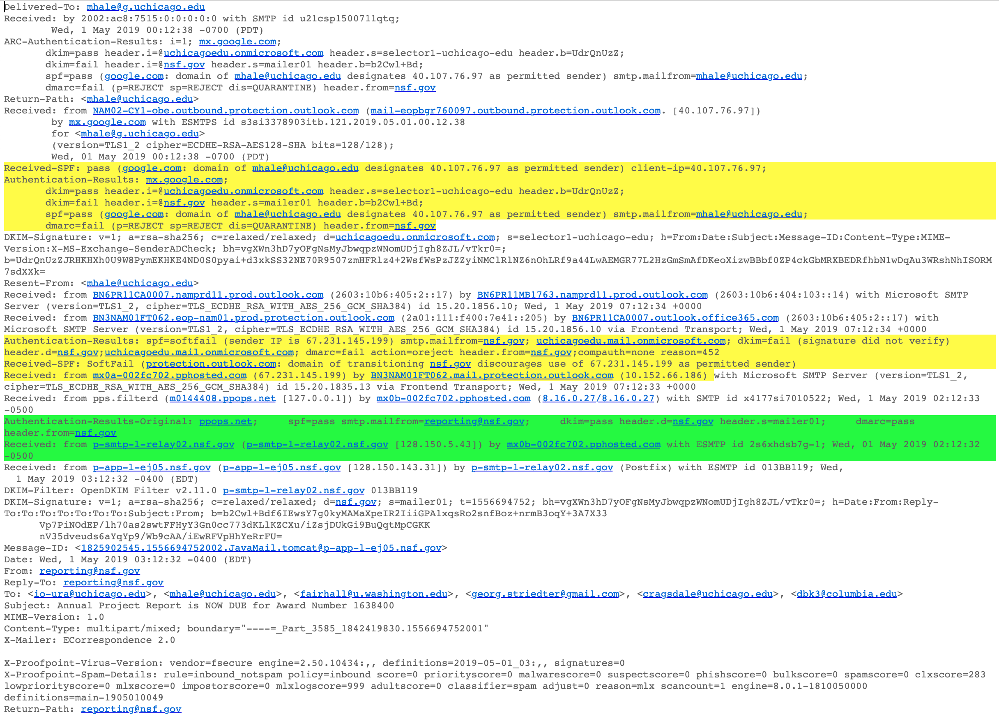 Delivered-To: mhale@g.uchicago.edu
Received: by 2002:ac8:7515:0:0:0:0:0 with SMTP id u21csp1500711qtq;
Wed, 1 May 2019 00:12:38 -0700 (PDT)
ARC-Authentication-Results: i=1; mx.google.com;
dkim=pass header.i=@uchicagoedu.onmicrosoft.com header.s=selector1-uchicago-edu header.b=UdrQnUzZ;
dkim=fail header.i=@nsf.gov header.s=mailer01 header.b=b2Cwl+Bd;
spf=pass (google.com: domain of mhale@uchicago.edu designates 40.107.76.97 as permitted sender) smtp.mailfrom=mhale@uchicago.edu;
dmarc=fail (p=REJECT sp=REJECT dis=QUARANTINE) header.from=nsf.gov
Return-Path: <mhale@uchicago.edu>
Received: from NAM02-CY1-obe.outbound.protection.outlook.com (mail-eopbgr760097.outbound.protection.outlook.com. [40.107.76.97])
by mx.google.com with ESMTPS id s3si3378903itb.121.2019.05.01.00.12.38
for <mhale@g.uchicago.edu>
(version=TLS1_2 cipher=ECDHE-RSA-AES128-SHA bits=128/128);
Wed, 01 May 2019 00:12:38 -0700 (PDT)
Received-SPF: pass (google.com: domain of mhale@uchicago.edu designates 40.107.76.97 as permitted sender) client-ip=40.107.76.97;
Authentication-Results: mx.google.com;
dkim=pass header.i=@uchicagoedu.onmicrosoft.com header.s=selector1-uchicago-edu header.b=UdrQnUzZ;
dkim=fail header.i=@nsf.gov header.s=mailer01 header.b=b2Cwl+Bd;
spf=pass (google.com: domain of mhale@uchicago.edu designates 40.107.76.97 as permitted sender) smtp.mailfrom=mhale@uchicago.edu;
dmarc=fail (p=REJECT sp=REJECT dis=QUARANTINE) header.from=nsf.gov
DKIM-Signature: v=1; a=rsa-sha256; c=relaxed/relaxed; d=uchicagoedu.onmicrosoft.com; s=selector1-uchicago-edu; h=From:Date:Subject:Message-ID:Content-Type:MIME-
Version:X-MS-Exchange-SenderADCheck; bh=vgXWn3hD7yOFgNsMyJbwqpzWNomUDjIgh8ZJL/vTkr0=;
b=UdrQnUzZJRHKHXh0U9W8PymEKHKE4ND0S0pyai+d3xkSS32NE70R9507zmHFRlz4+2WsfWsPzJZZyiNMClRlNZ6nOhLRf9a44LwAEMGR77L2HzGmSmAfDKeoXizwBBbf0ZP4ckGbMRXBEDRfhbN1wDqAu3WRshNhISORM
7sdXXk=
Resent-From: <mhale@uchicago.edu>
Received: from BN6PR11CA0007.namprd11.prod.outlook.com (2603:10b6:405:2::17) by BN6PR11MB1763.namprd11.prod.outlook.com (2603:10b6:404:103::14) with Microsoft SMTP
Server (version=TLS1_2, cipher=TLS_ECDHE_RSA_WITH_AES_256_GCM_SHA384) id 15.20.1856.10; Wed, 1 May 2019 07:12:34 +0000
Received: from BN3NAM01FT062.eop-nam01.prod.protection.outlook.com (2a01:111:f400:7e41::205) by BN6PR11CA0007.outlook.office365.com (2603:10b6:405:2::17) with
Microsoft SMTP Server (version=TLS1_2, cipher=TLS_ECDHE_RSA_WITH_AES_256_GCM_SHA384) id 15.20.1856.10 via Frontend Transport; Wed, 1 May 2019 07:12:34 +0000
Authentication-Results: spf=softfail (sender IP is 67.231.145.199) smtp.mailfrom=nsf.gov; uchicagoedu.mail.onmicrosoft.com; dkim=fail (signature did not verify)
header.d=nsf.gov;uchicagoedu.mail.onmicrosoft.com; dmarc=fail action=oreject header.from=nsf.gov;compauth=none reason=452
Received-SPF: SoftFail (protection.outlook.com: domain of transitioning nsf.gov discourages use of 67.231.145.199 as permitted sender)
Received: from mx0a-002fc702.pphosted.com (67.231.145.199) by BN3NAM01FT062.mail.protection.outlook.com (10.152.66.186) with Microsoft SMTP Server (version=TLS1_2,
cipher=TLS_ECDHE_RSA_WITH_AES_256_GCM_SHA384) id 15.20.1835.13 via Frontend Transport; Wed, 1 May 2019 07:12:33 +0000
Received: from pps.filterd (m0144408.ppops.net [127.0.0.1]) by mx0b-002fc702.pphosted.com (8.16.0.27/8.16.0.27) with SMTP id x4177si7010522; Wed, 1 May 2019 02:12:33
-0500
Authentication-Results-Original: ppops.net; spf=pass smtp.mailfrom=reporting@nsf.gov; dkim=pass header.d=nsf.gov header.s=mailer01; dmarc=pass
header.from=nsf.gov
Received: from p-smtp-l-relay02.nsf.gov (p-smtp-l-relay02.nsf.gov [128.150.5.43]) by mx0b-002fc702.pphosted.com with ESMTP id 2s6xhdsb7g-1; Wed, 01 May 2019 02:12:32
-0500
Received: from p-app-l-ej05.nsf.gov (p-app-l-ej05.nsf.gov [128.150.143.31]) by p-smtp-l-relay02.nsf.gov (Postfix) with ESMTP id 013BB119; Wed,
1 May 2019 03:12:32 -0400 (EDT)
DKIM-Filter: OpenDKIM Filter v2.11.0 p-smtp-l-relay02.nsf.gov 013BB119
DKIM-Signature: v=1; a=rsa-sha256; c=relaxed/relaxed; d=nsf.gov; s=mailer01; t=1556694752; bh=vgXWn3hD7yOFgNsMyJbwqpzWNomUDjIgh8ZJL/vTkr0=; h=Date:From:Reply-
To:To:To:To:To:To:To:Subject:From; b=b2Cwl+Bdf6IEwsY7g0kyMAMaXpeIR2IiiGPA1xqsRo2snfBoz+nrmB3oqY+3A7X33
Vp7PiNOdEP/lh70as2swtFFHyY3Gn0cc773dKLlKZCXu/iZsjDUkGi9BuQqtMpCGKK
nV35dveuds6aYqYp9/Wb9cAA/iEwRFVpHhYeRrFU=
Message-ID: <1825902545.1556694752002.JavaMail.tomcat@p-app-l-ej05.nsf.gov>
Date: Wed, 1 May 2019 03:12:32 -0400 (EDT)
From: reporting@nsf.gov
Reply-To: reporting@nsf.gov
To: <io-ura@uchicago.edu>, <mhale@uchicago.edu>, <fairhall@u.washington.edu>, <georg.striedter@gmail.com>, <cragsdale@uchicago.edu>, <dbk3@columbia.edu>
Subject: Annual Project Report is NOW DUE for Award Number 1638400
MIME-Version: 1.0
Content-Type: multipart/mixed; boundary="----=_Part_3585_1842419830.1556694752001"
X-Mailer: ECorrespondence 2.0
X-Proofpoint-Virus-Version: vendor=fsecure engine=2.50.10434:,, definitions=2019-05-01_03:,, signatures=0
X-Proofpoint-Spam-Details: rule=inbound_notspam policy=inbound score=0 priorityscore=0 malwarescore=0 suspectscore=0 phishscore=0 bulkscore=0 spamscore=0 clxscore=283
lowpriorityscore=0 mlxscore=0 impostorscore=0 mlxlogscore=999 adultscore=0 classifier=spam adjust=0 reason=mlx scancount=1 engine=8.0.1-1810050000
definitions=main-1905010049
Return-Path: reporting@nsf.gov